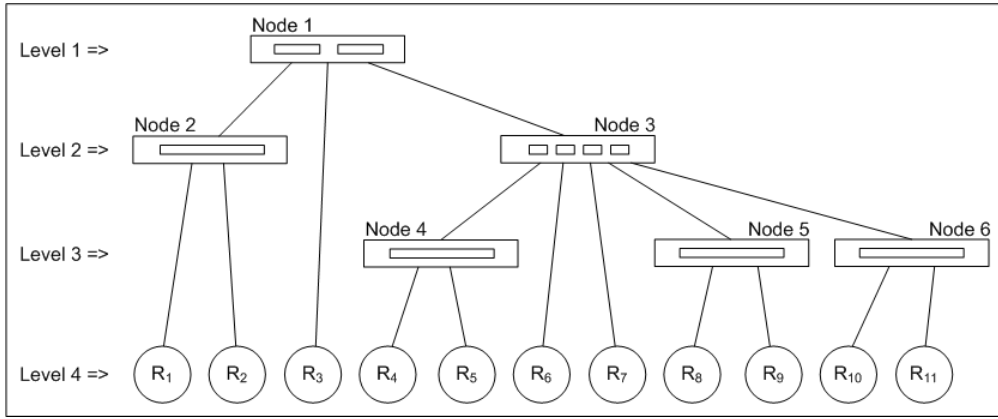 Node 1
Level 1 =>
Node 2
Node 3
Level 2 =>
Node 4
Node 5
Node 6
Level 3 =>
Level 4 =>
R₁
R₂
R₃
R₄
R₅
R₆
R₇
R₈
R₉
R₁₀
R₁₁